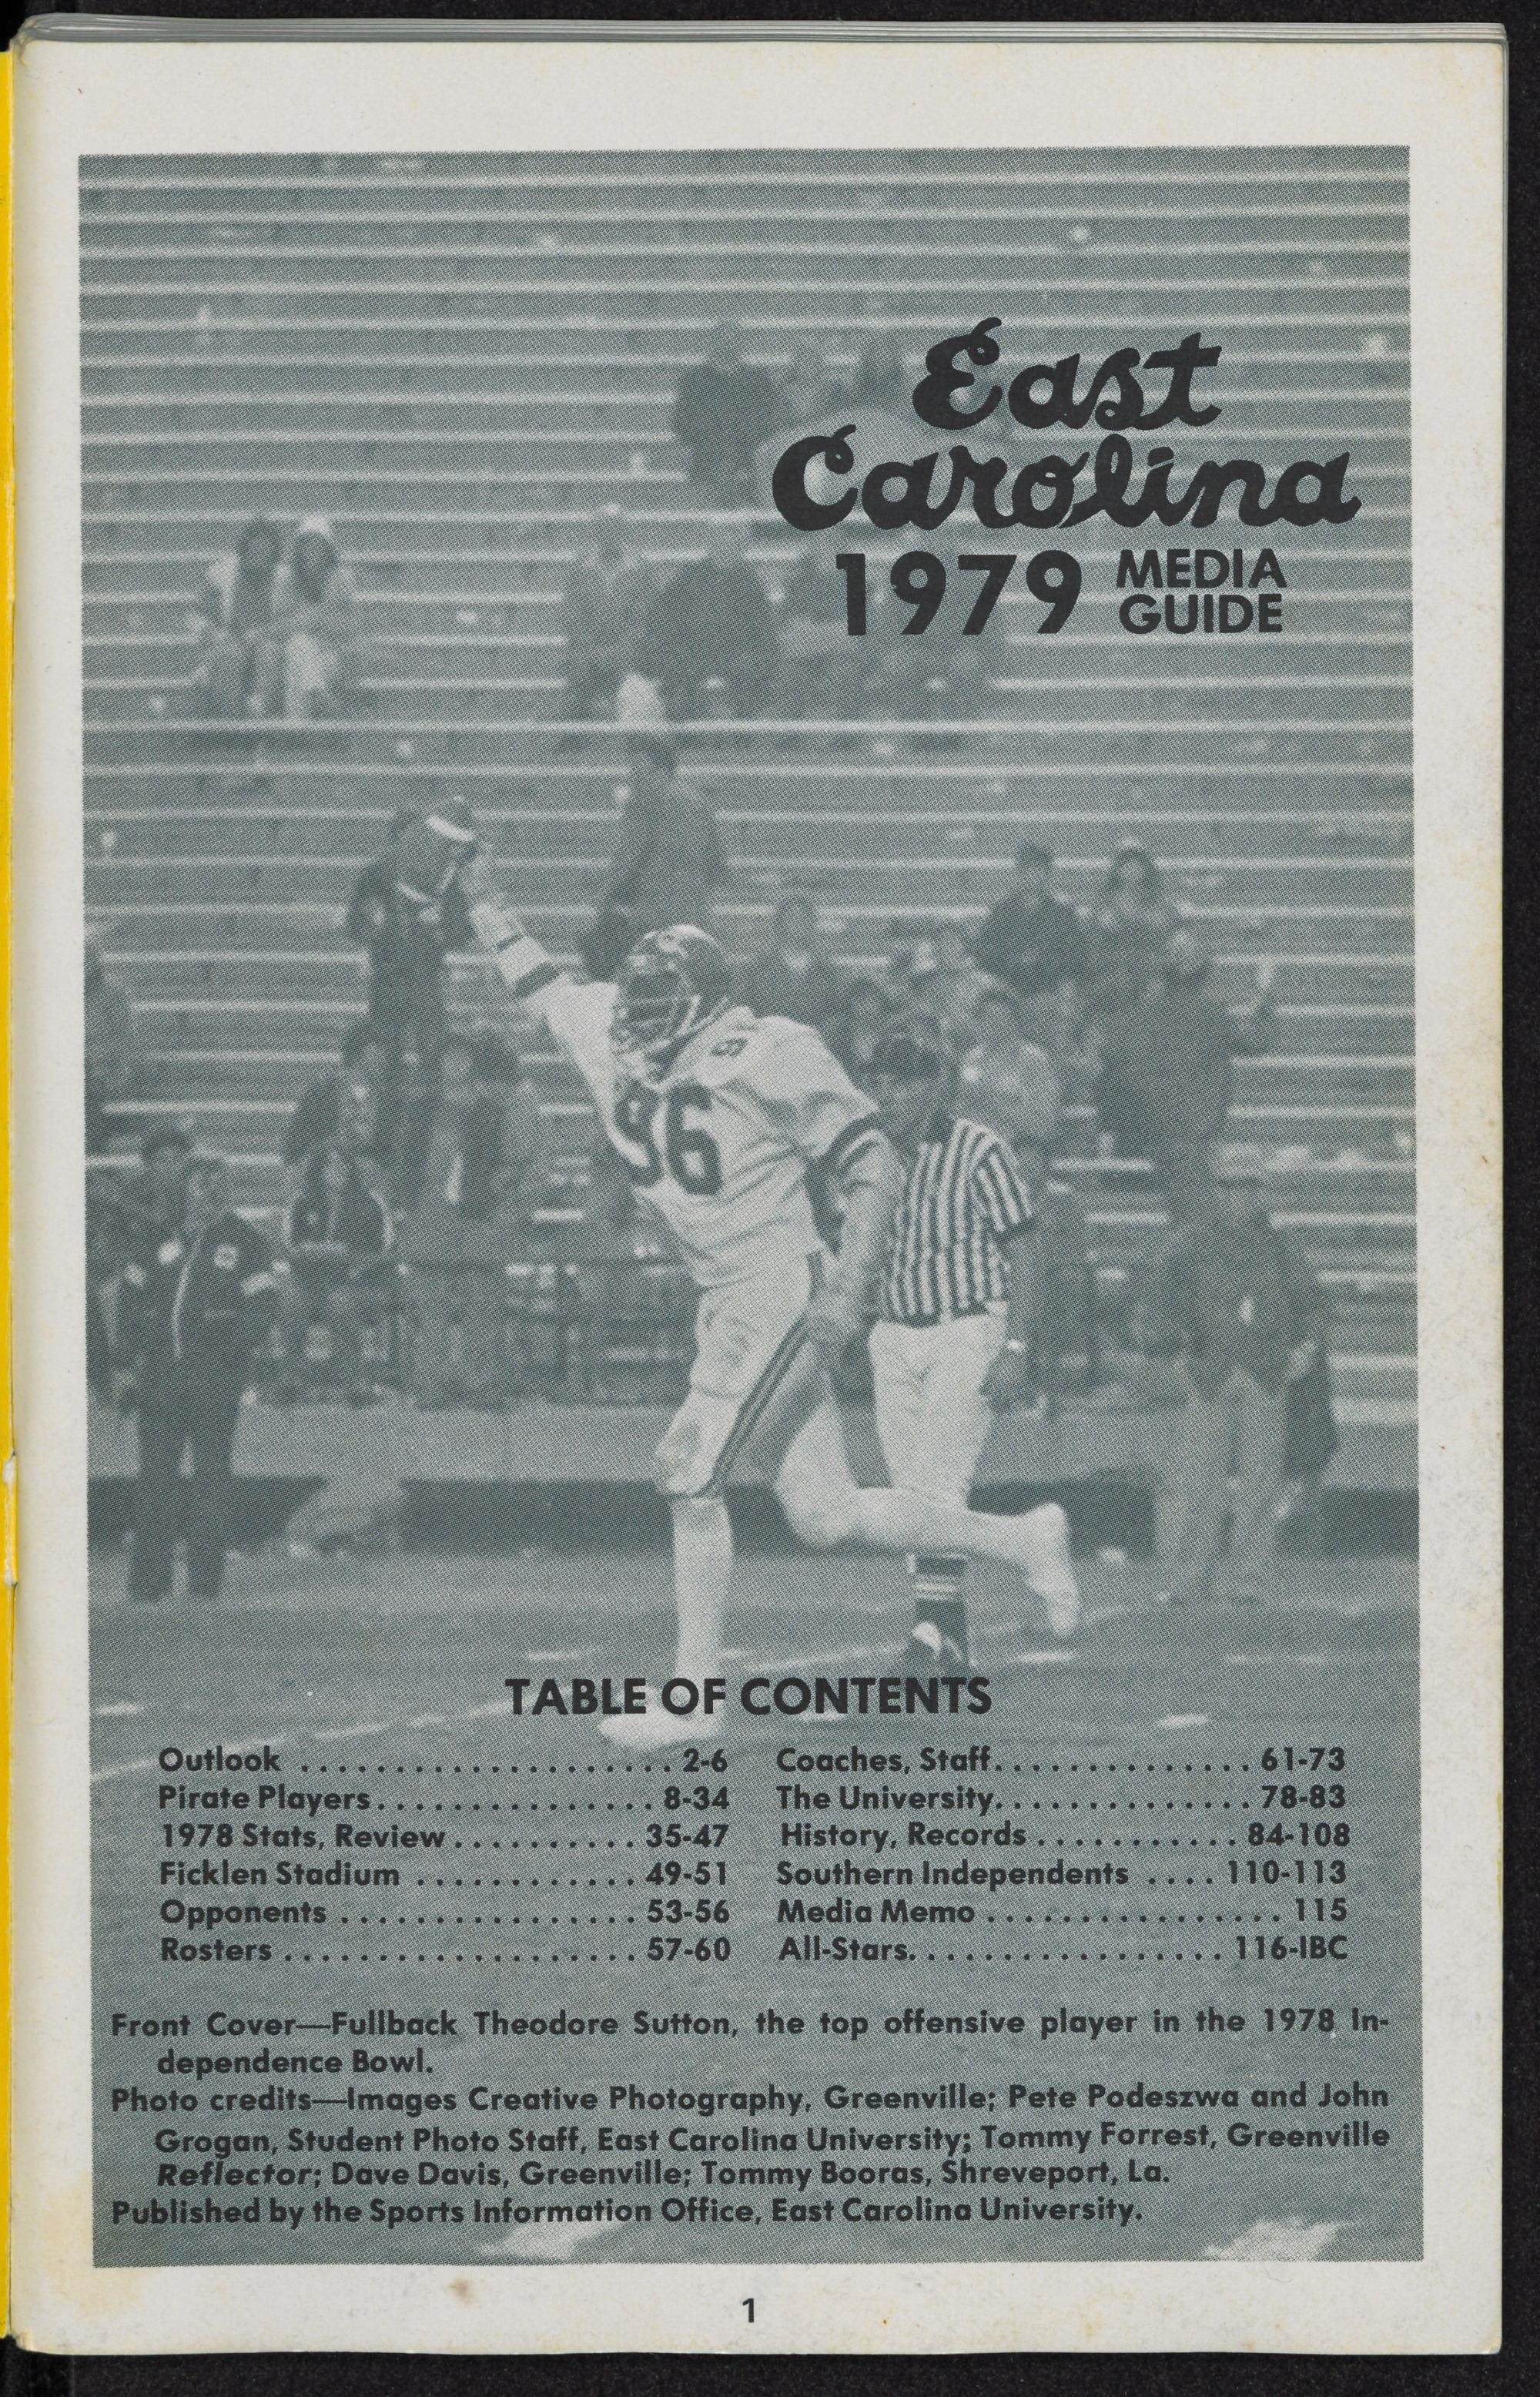 East
Carolina
1979 MEDIA
GUIDE
96
TABLE OF CONTENTS
Outlook .................... 2-6
Pirate Players............... 8-34
1978 Stats, Review.......... 35-47
Ficklen Stadium ............ 49-51
Opponents ................ 53-56
Rosters ................... 57-60
Coaches, Staff.............. 61-73
The University.............. 78-83
History, Records ........... 84-108
Southern Independents .... 110-113
Media Memo ................ 115
All-Stars................. 116-IBC
Front Cover—Fullback Theodore Sutton, the top offensive player in the 1978 In-
dependence Bowl.
Photo credits—Images Creative Photography, Greenville; Pete Podeszwa and John
Grogan, Student Photo Staff, East Carolina University; Tommy Forrest, Greenville
Reflector; Dave Davis, Greenville; Tommy Booras, Shreveport, La.
Published by the Sports Information Office, East Carolina University.
1